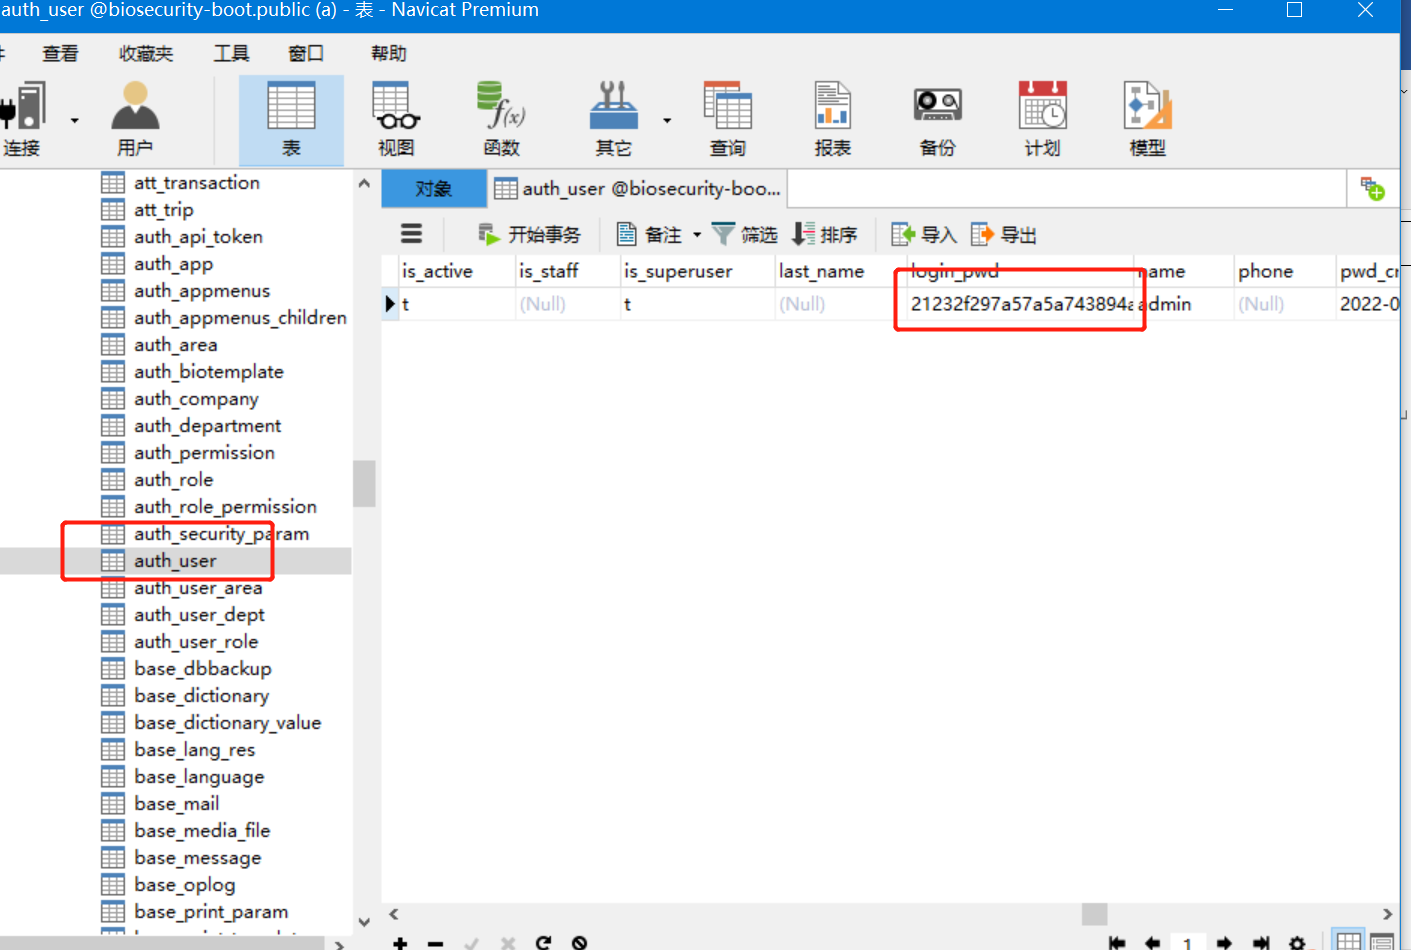 auth_user @biosecurity-boot.public (a) - 表 - Navicat Premium
查看 收藏夹 工具 窗口 帮助
连接 用户 表 视图 函数 其它 查询 报表 备份 计划 模型
att_transaction
att_trip
auth_api_token
auth_app
auth_appmenus
auth_appmenus_children
auth_area
auth_biotemplate
auth_company
auth_department
auth_permission
auth_role
auth_role_permission
auth_security_param
auth_user
auth_user_area
auth_user_dept
auth_user_role
base_dbbackup
base_dictionary
base_dictionary_value
base_lang_res
base_language
base_mail
base_media_file
base_message
base_oplog
base_print_param
对象 auth_user @biosecurity-boo...
开始事务 备注 筛选 排序 导入 导出
is_active is_staff is_superuser last_name login_pwd name phone pwd_cr
t (Null) t (Null) 21232f297a57a5a743894a admin (Null) 2022-0
1